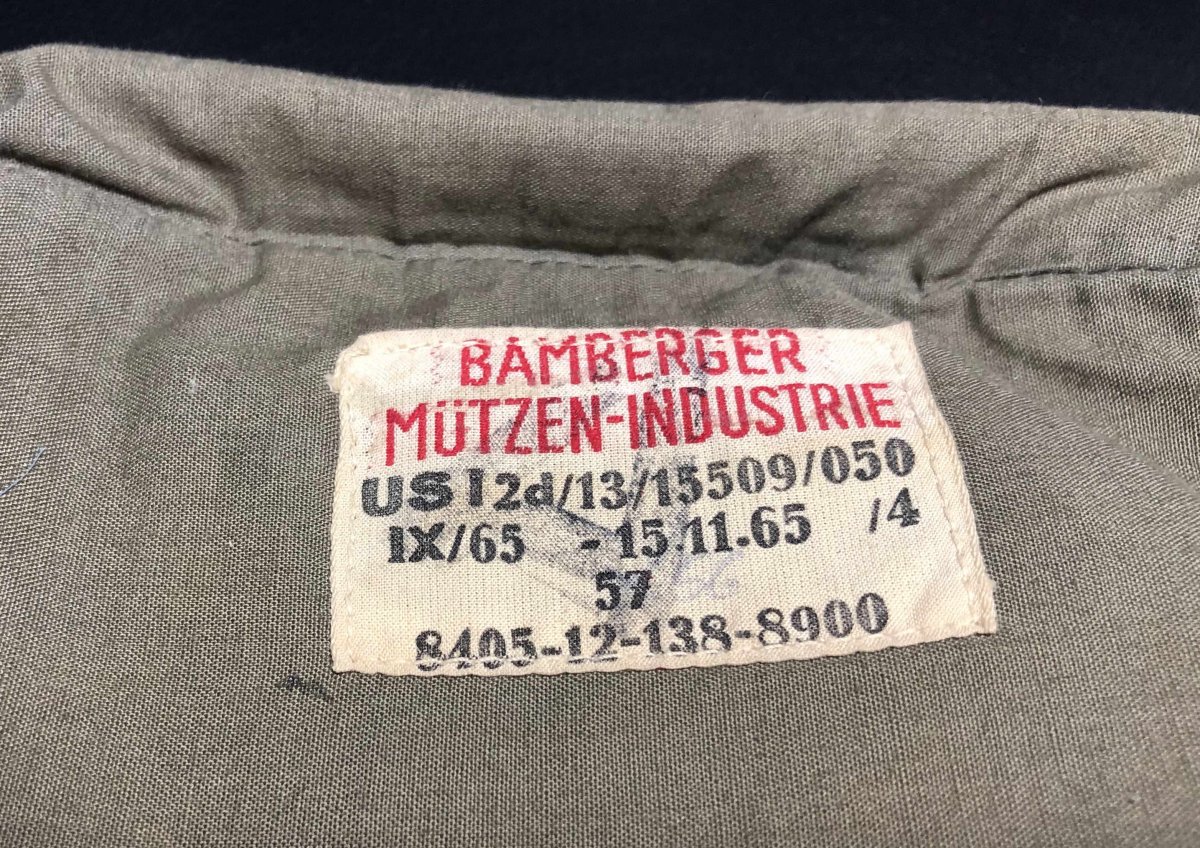 BAMBERGER
MÜTZEN-INDUSTRIE
US I 2d/13/15509/050
IX/65 - 15.11.65 /4
57
8405-12-138-8900